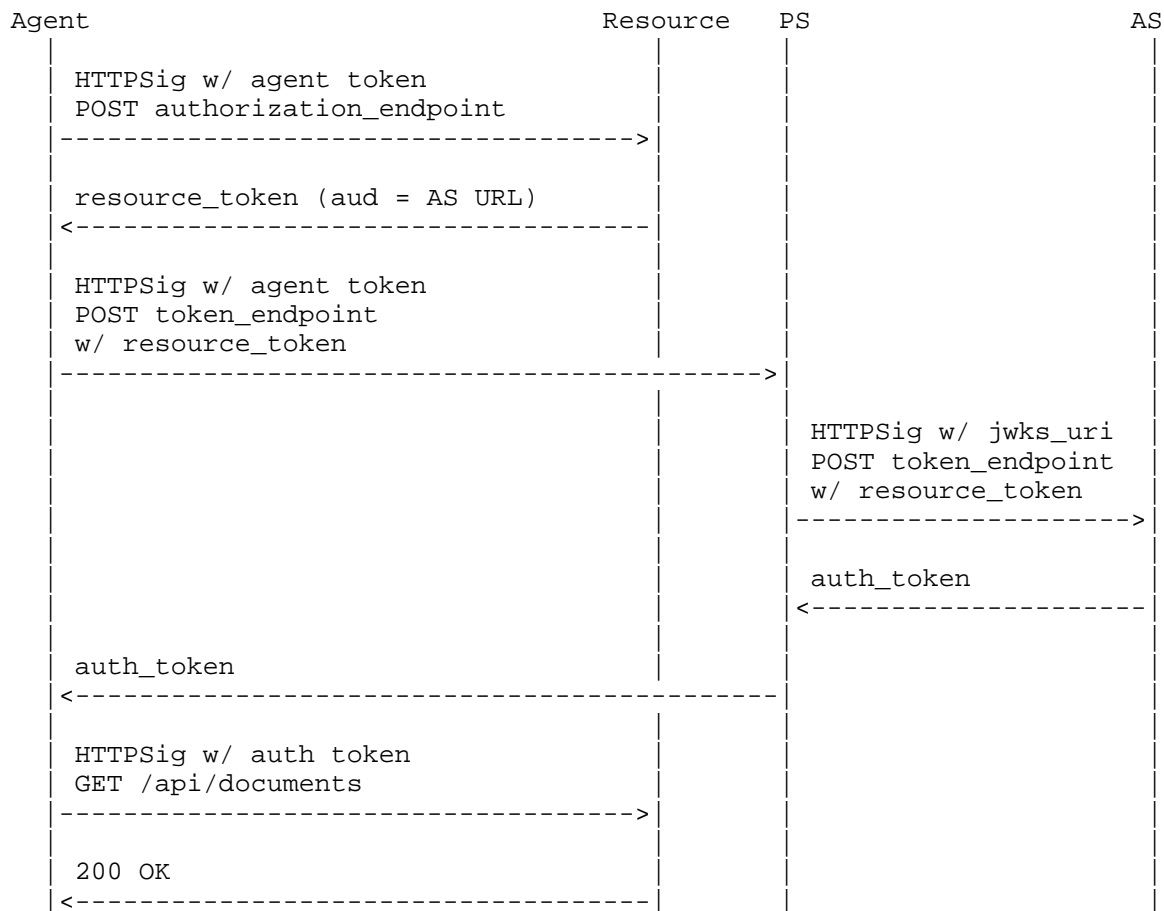 Agent Resource PS AS
HTTPSig w/ agent token
POST authorization_endpoint
resource_token (aud = AS URL)
HTTPSig w/ agent token
POST token_endpoint
w/ resource_token
HTTPSig w/ jwks_uri
POST token_endpoint
w/ resource_token
auth_token
auth_token
HTTPSig w/ auth token
GET /api/documents
200 OK